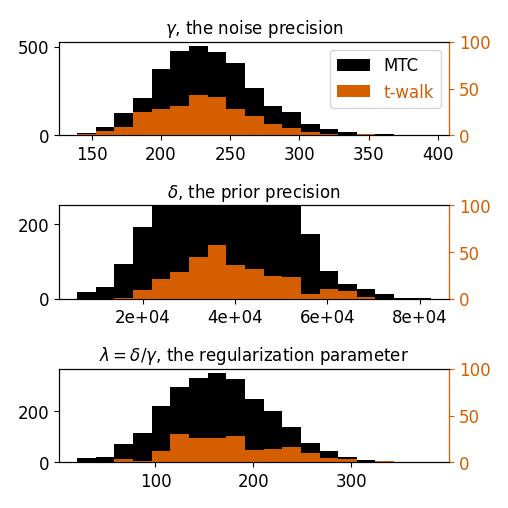 γ, the noise precision
500
0
100
50
0
MTC
t-walk
150 200 250 300 350 400
δ, the prior precision
200
0
100
50
0
2e+04 4e+04 6e+04 8e+04
λ = δ/γ, the regularization parameter
200
0
100
50
0
100 200 300